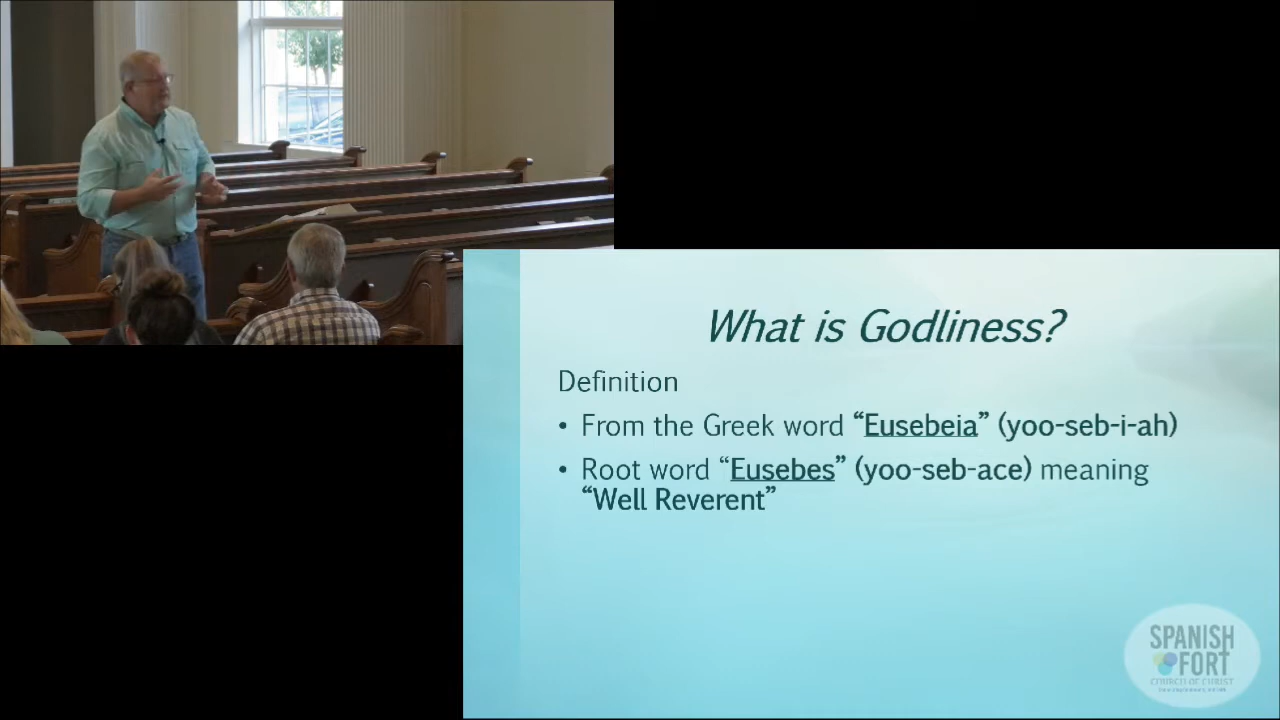 What is Godliness?
Definition
• From the Greek word “Eusebeia” (yoo-seb-i-ah)
• Root word “Eusebes” (yoo-seb-ace) meaning
“Well Reverent”
SPANISH
FORT
CHURCH OF CHRIST